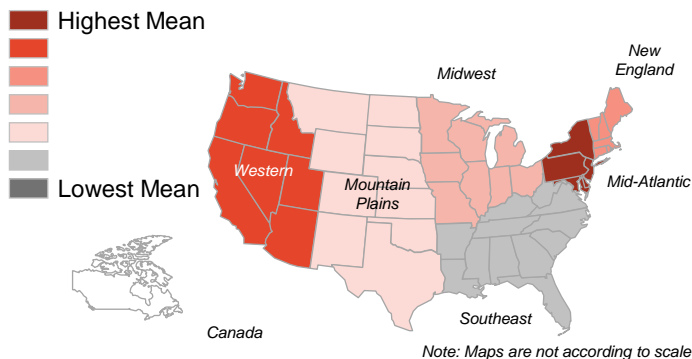 Highest Mean
Lowest Mean
New
England
Midwest
Western
Mountain
Plains
Mid-Atlantic
Southeast
Canada
Note: Maps are not according to scale